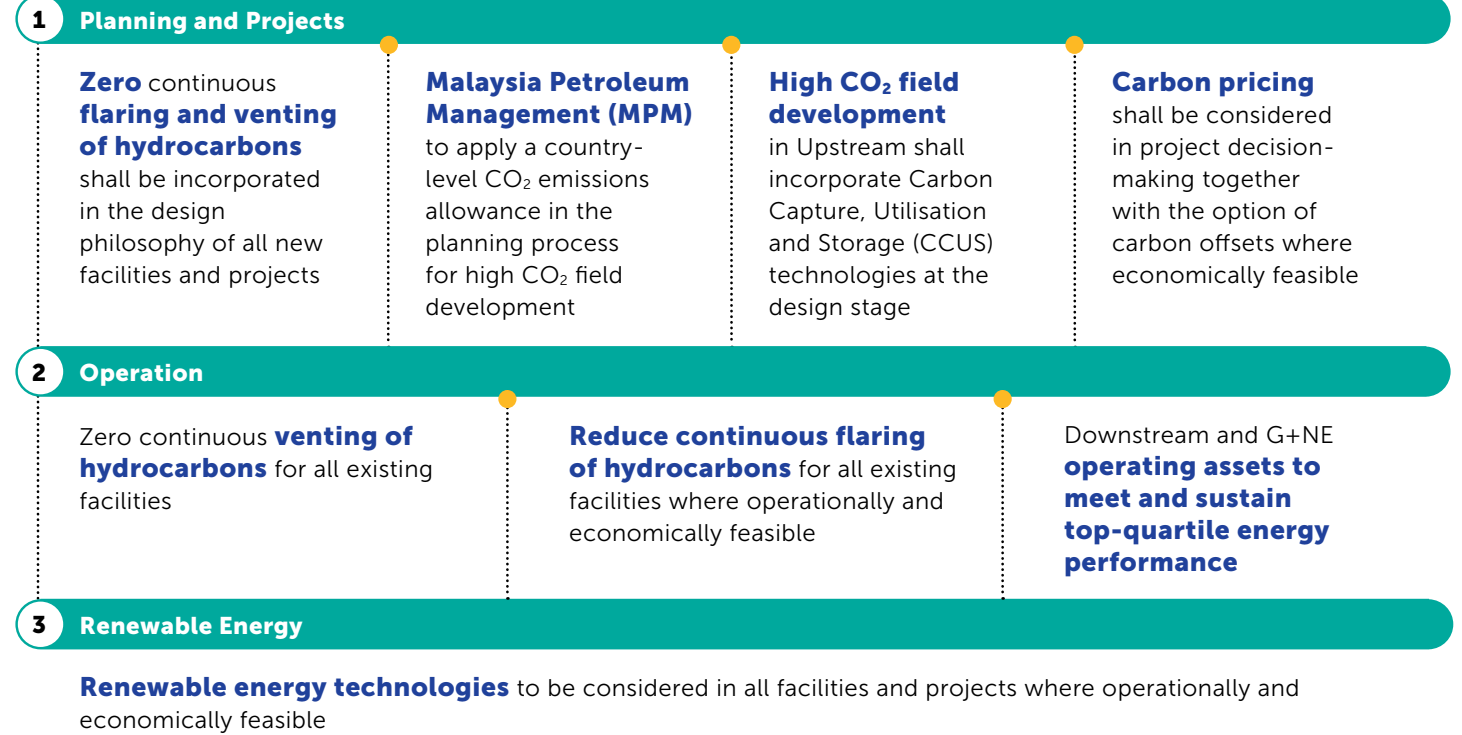 1 Planning and Projects
Zero continuous
flaring and venting
of hydrocarbons
shall be incorporated
in the design
philosophy of all new
facilities and projects
Malaysia Petroleum
Management (MPM)
to apply a country-
level CO₂ emissions
allowance in the
planning process
for high CO₂ field
development
High CO₂ field
development
in Upstream shall
incorporate Carbon
Capture, Utilisation
and Storage (CCUS)
technologies at the
design stage
Carbon pricing
shall be considered
in project decision-
making together
with the option of
carbon offsets where
economically feasible
2 Operation
Zero continuous venting of
hydrocarbons for all existing
facilities
Reduce continuous flaring
of hydrocarbons for all existing
facilities where operationally and
economically feasible
Downstream and G+NE
operating assets to
meet and sustain
top-quartile energy
performance
3 Renewable Energy
Renewable energy technologies to be considered in all facilities and projects where operationally and
economically feasible